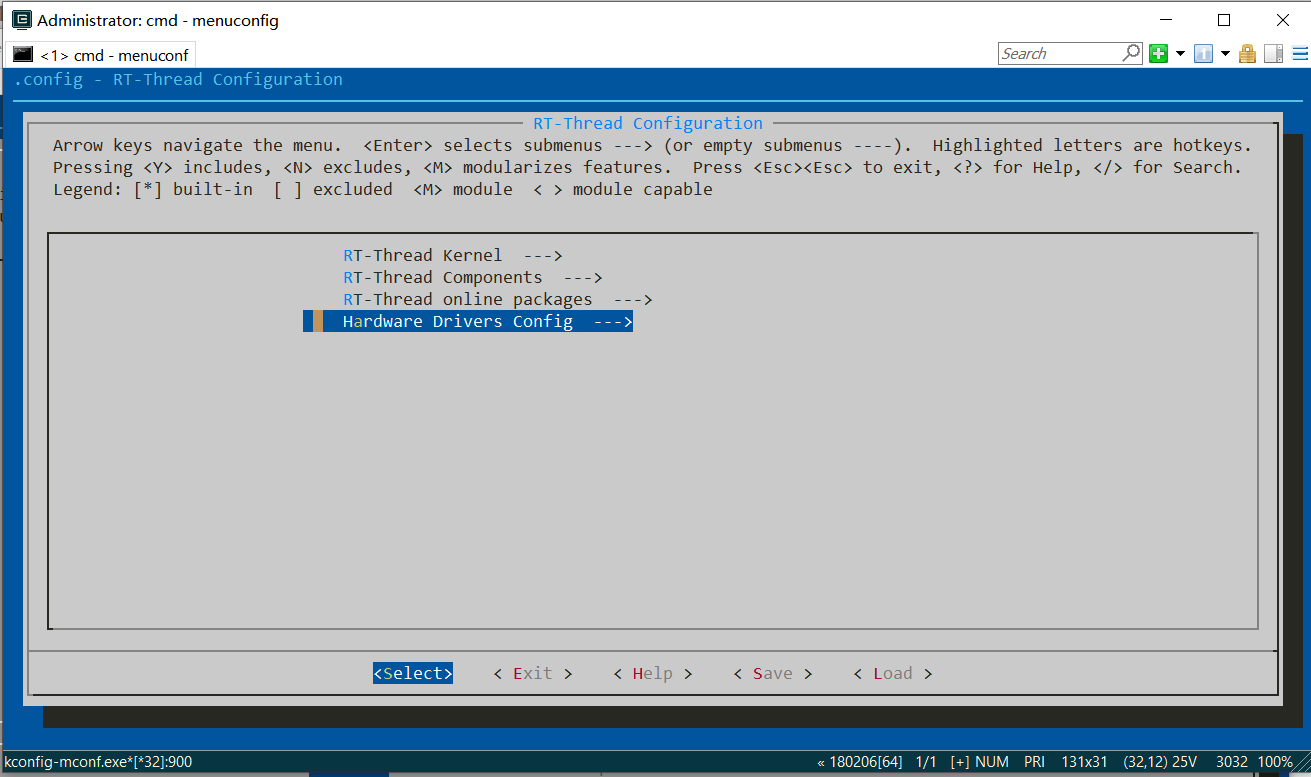 Administrator: cmd - menuconfig
<1> cmd - menuconf
Search
.config - RT-Thread Configuration
RT-Thread Configuration
Arrow keys navigate the menu.  <Enter> selects submenus ---> (or empty submenus ----).  Highlighted letters are hotkeys.
Pressing <Y> includes, <N> excludes, <M> modularizes features.  Press <Esc><Esc> to exit, <?> for Help, </> for Search.
Legend: [*] built-in  [ ] excluded  <M> module  < > module capable
RT-Thread Kernel  --->
RT-Thread Components  --->
RT-Thread online packages  --->
Hardware Drivers Config  --->
<Select>    < Exit >    < Help >    < Save >    < Load >
kconfig-mconf.exe*[*32]:900    « 180206[64]  1/1  [+] NUM  PRI  131x31  (32,12) 25V  3032  100%